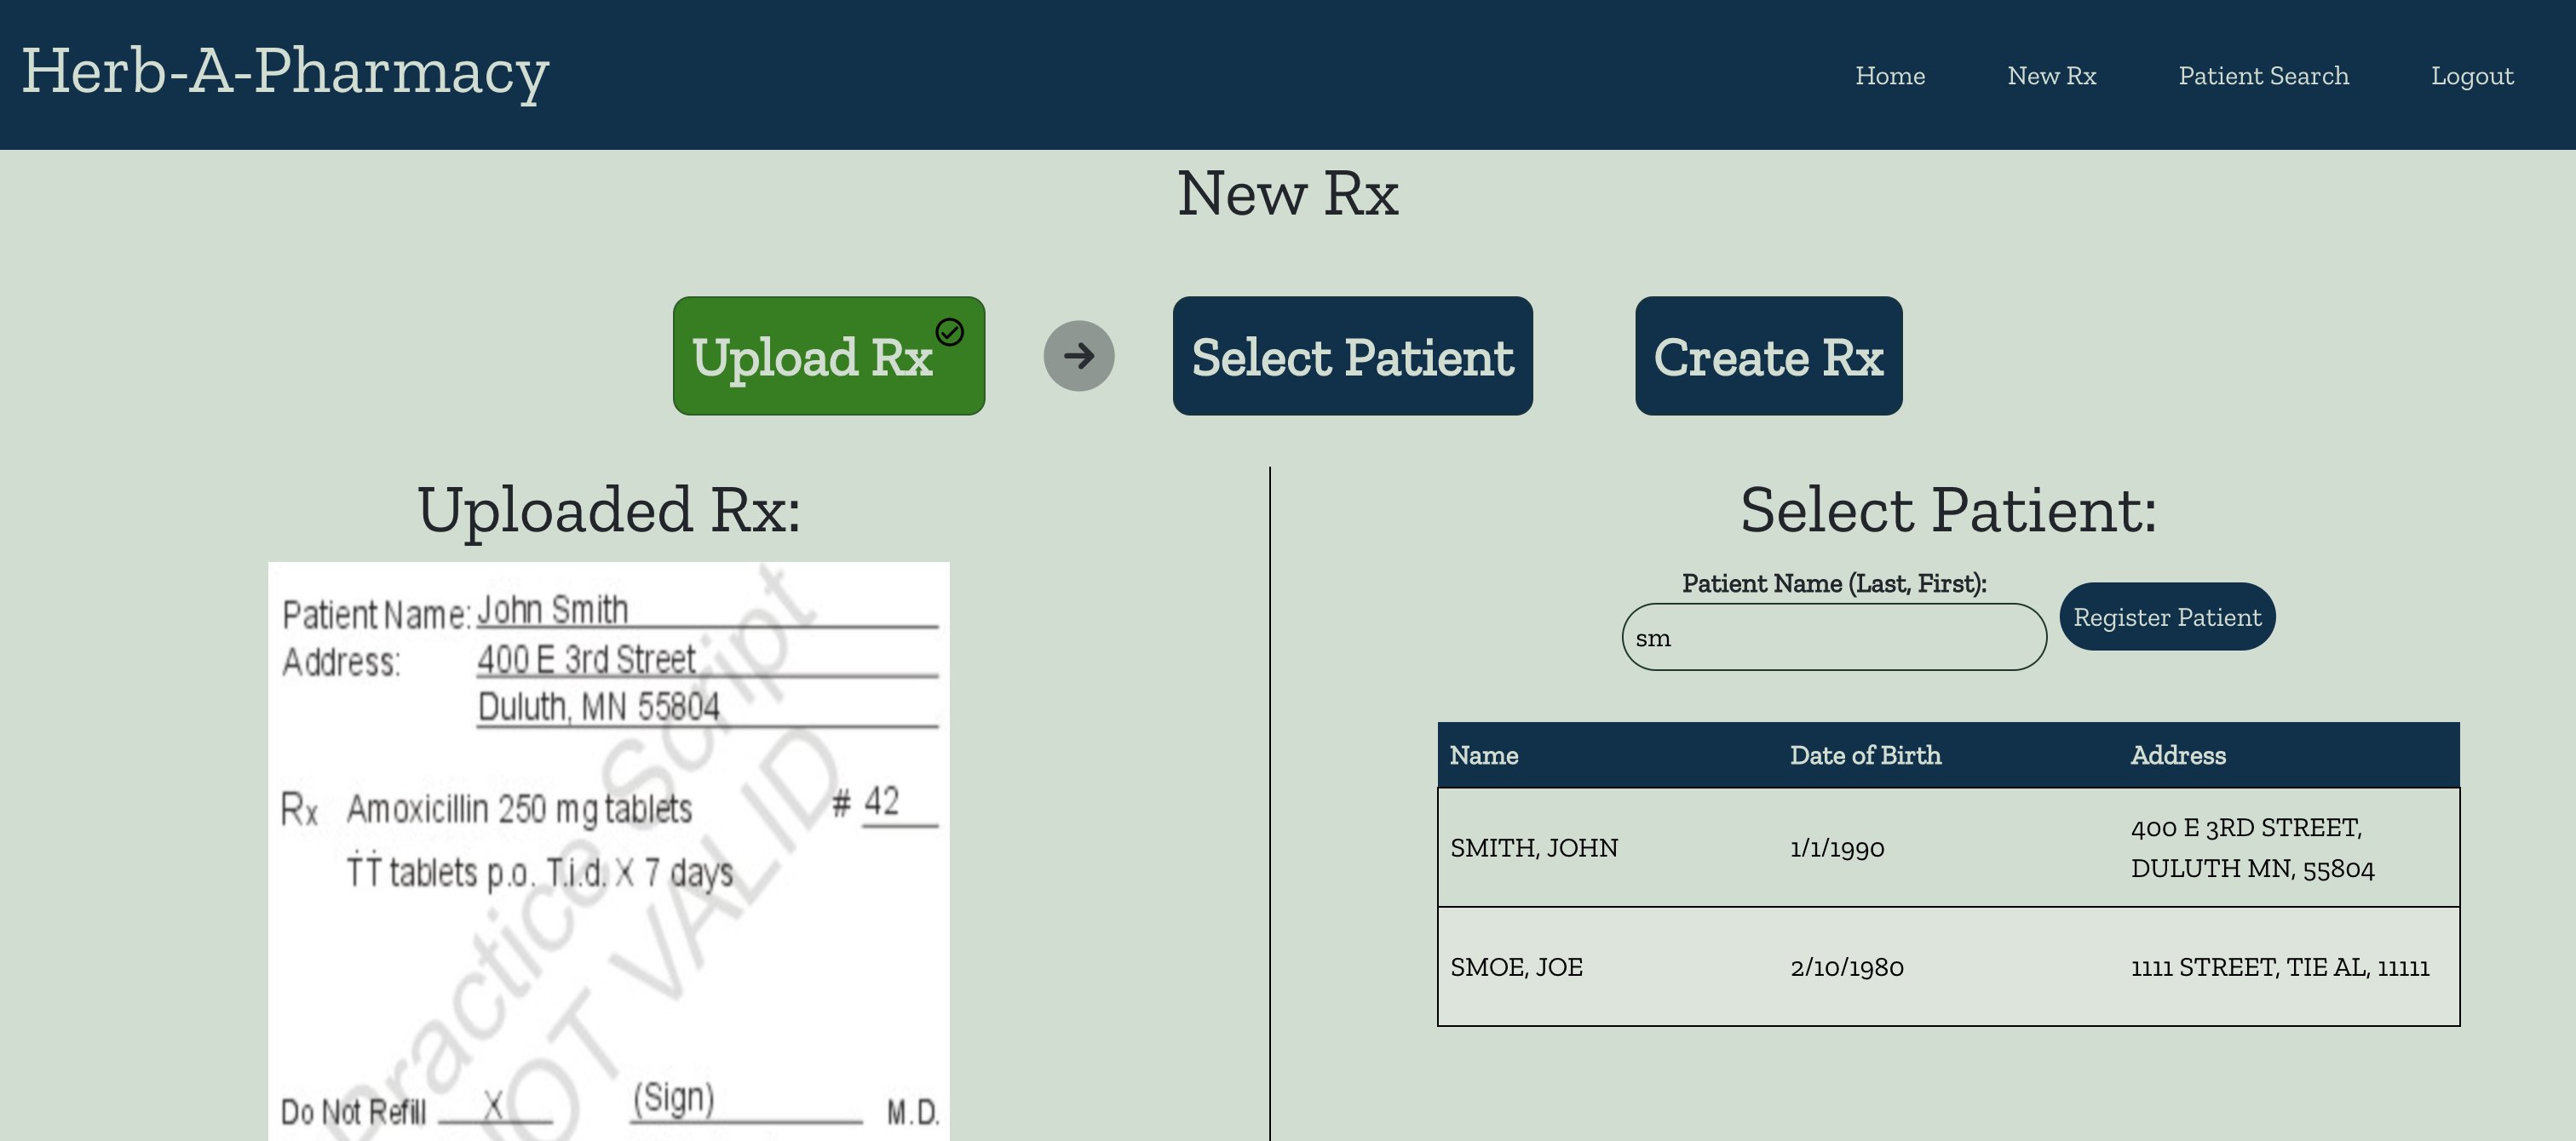 Herb-A-Pharmacy
Home New Rx Patient Search Logout
New Rx
Upload Rx Select Patient Create Rx
Uploaded Rx:
Patient Name: John Smith
Address: 400 E 3rd Street
Duluth, MN 55804
Rx Amoxicillin 250 mg tablets # 42
ṪṪ tablets p.o. T.i.d. X 7 days
Do Not Refill X (Sign) M.D.
practice Script
NOT VALID
Select Patient:
Patient Name (Last, First):
sm
Register Patient
Name Date of Birth Address
SMITH, JOHN 1/1/1990 400 E 3RD STREET,
DULUTH MN, 55804
SMOE, JOE 2/10/1980 1111 STREET, TIE AL, 11111